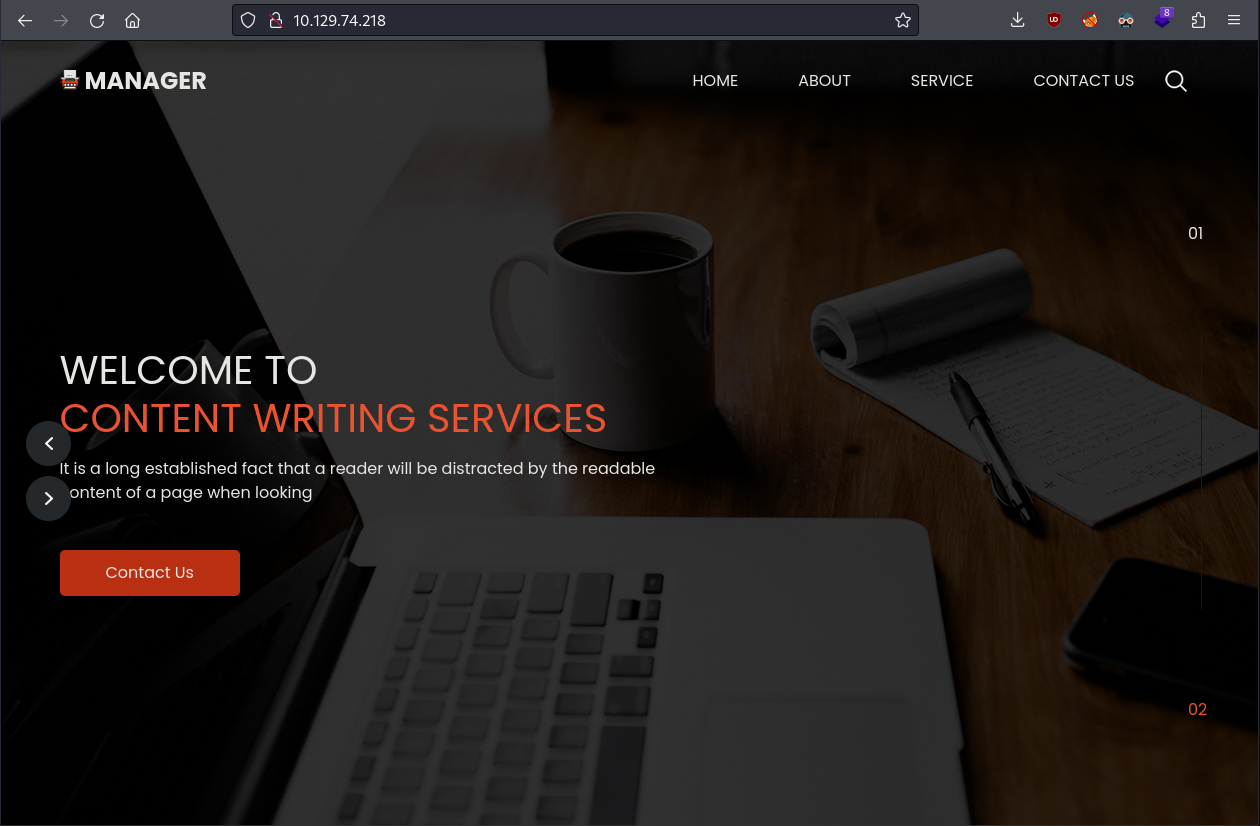 10.129.74.218
8
MANAGER
HOME ABOUT SERVICE CONTACT US
01
WELCOME TO
CONTENT WRITING SERVICES
It is a long established fact that a reader will be distracted by the readable
content of a page when looking
Contact Us
02